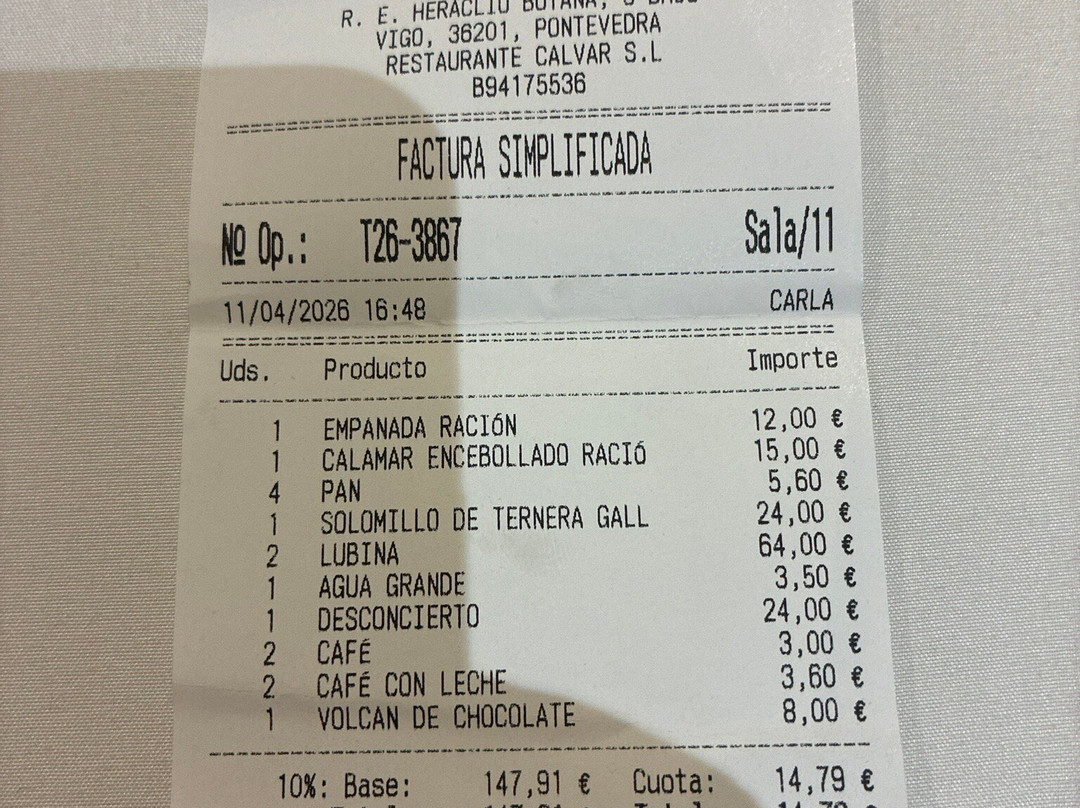 R. E. HERACLIO BOTANA,
VIGO, 36201, PONTEVEDRA
RESTAURANTE CALVAR S.L
B94175536
FACTURA SIMPLIFICADA
Nº Op.: T26-3867 Sala/11
11/04/2026 16:48 CARLA
Uds. Producto Importe
1 EMPANADA RACIóN 12,00 €
1 CALAMAR ENCEBOLLADO RACIó 15,00 €
4 PAN 5,60 €
1 SOLOMILLO DE TERNERA GALL 24,00 €
2 LUBINA 64,00 €
1 AGUA GRANDE 3,50 €
1 DESCONCIERTO 24,00 €
2 CAFÉ 3,00 €
2 CAFÉ CON LECHE 3,60 €
1 VOLCAN DE CHOCOLATE 8,00 €
10%: Base: 147,91 € Cuota: 14,79 €